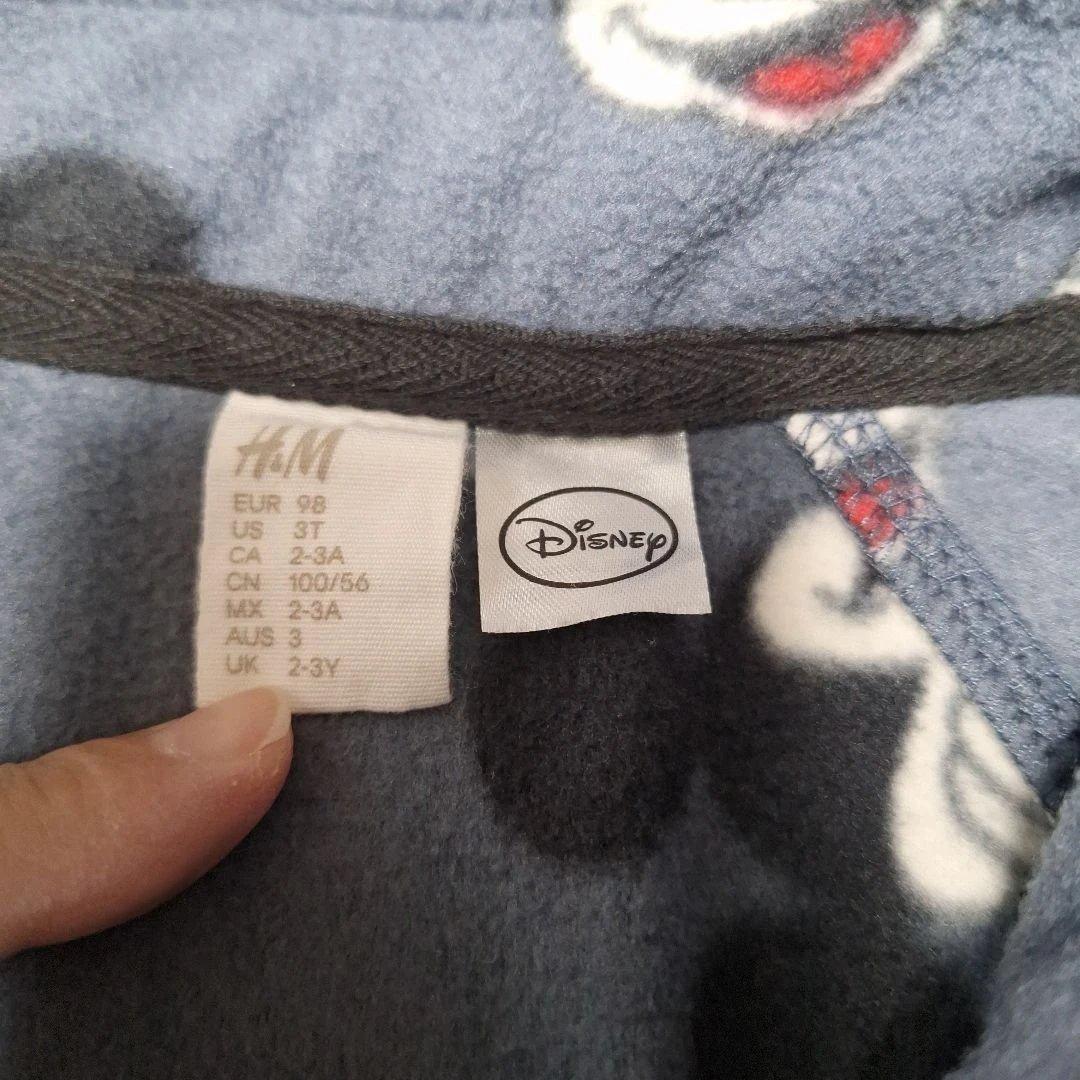 H&M
EUR 98
US 3T
CA 2-3A
CN 100/56
MX 2-3A
AUS 3
UK 2-3Y
Disney